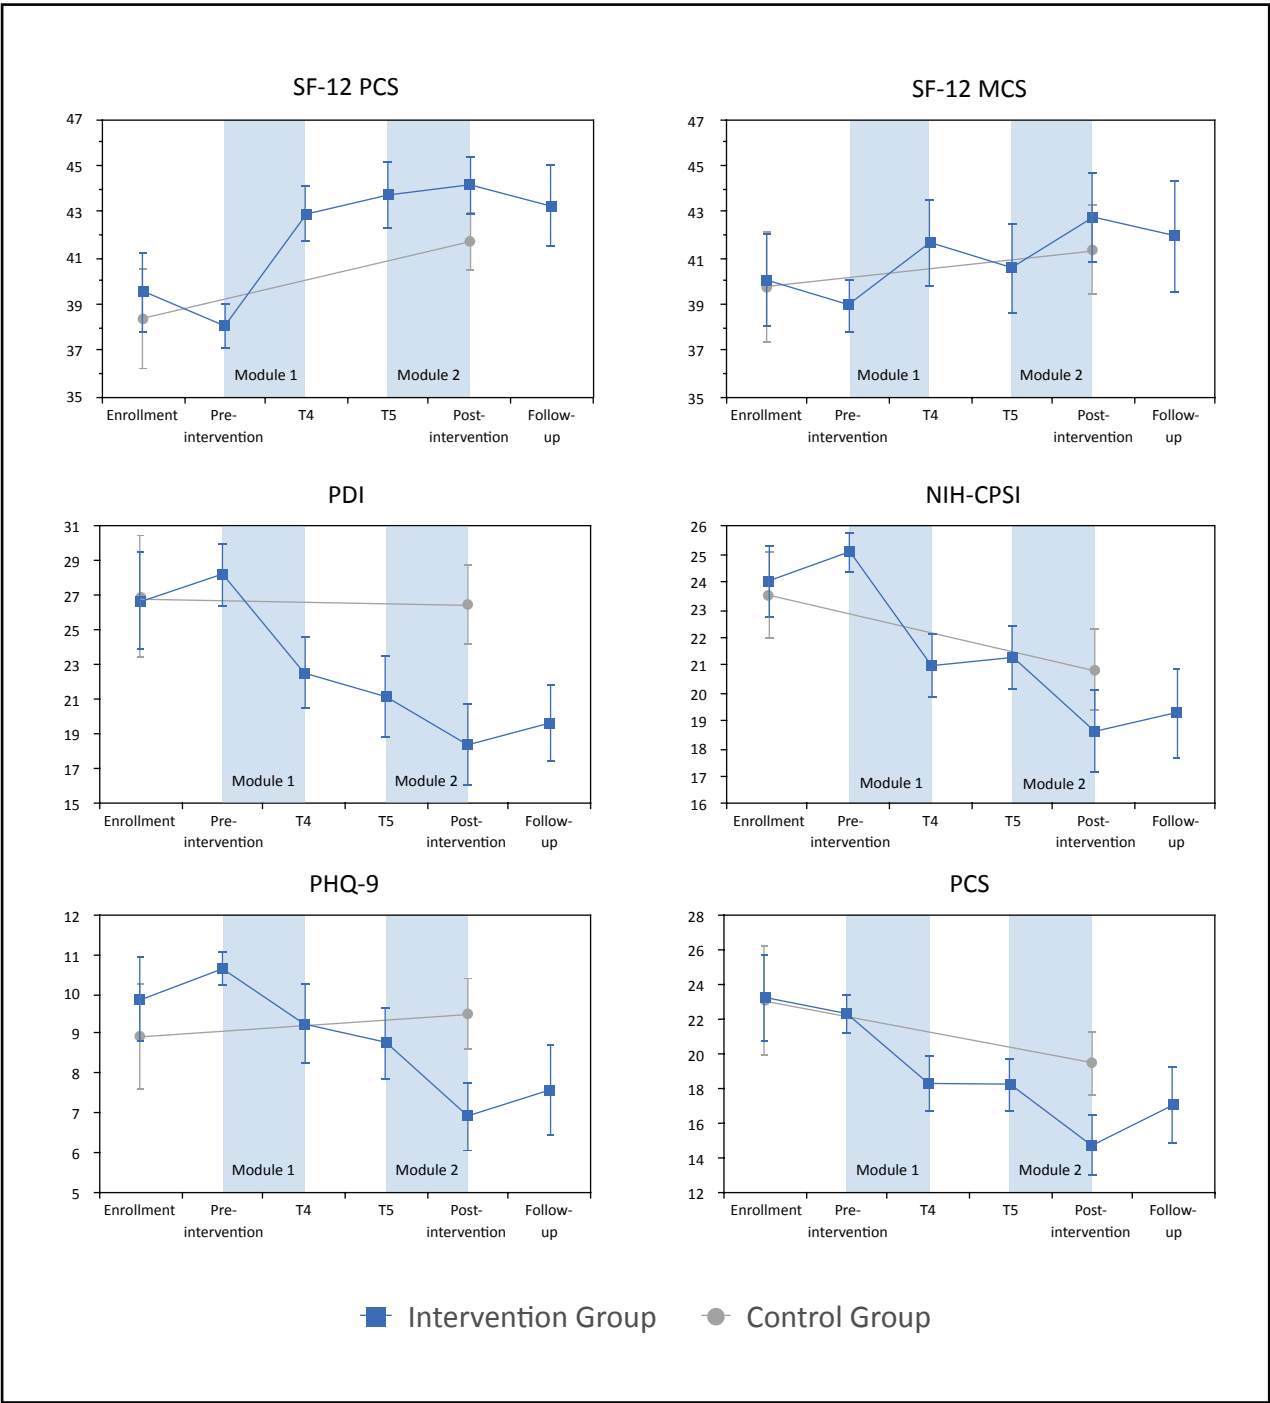 SF-12 PCS
47
45
43
41
39
37
35
Module 1
Module 2
Enrollment
Pre-
intervention
T4
T5
Post-
intervention
Follow-
up
SF-12 MCS
47
45
43
41
39
37
35
Module 1
Module 2
Enrollment
Pre-
intervention
T4
T5
Post-
intervention
Follow-
up
PDI
31
29
27
25
23
21
19
17
15
Module 1
Module 2
Enrollment
Pre-
intervention
T4
T5
Post-
intervention
Follow-
up
NIH-CPSI
26
25
24
23
22
21
20
19
18
17
16
Module 1
Module 2
Enrollment
Pre-
intervention
T4
T5
Post-
intervention
Follow-
up
PHQ-9
12
11
10
9
8
7
6
5
Module 1
Module 2
Enrollment
Pre-
intervention
T4
T5
Post-
intervention
Follow-
up
PCS
28
26
24
22
20
18
16
14
12
Module 1
Module 2
Enrollment
Pre-
intervention
T4
T5
Post-
intervention
Follow-
up
Intervention Group
Control Group